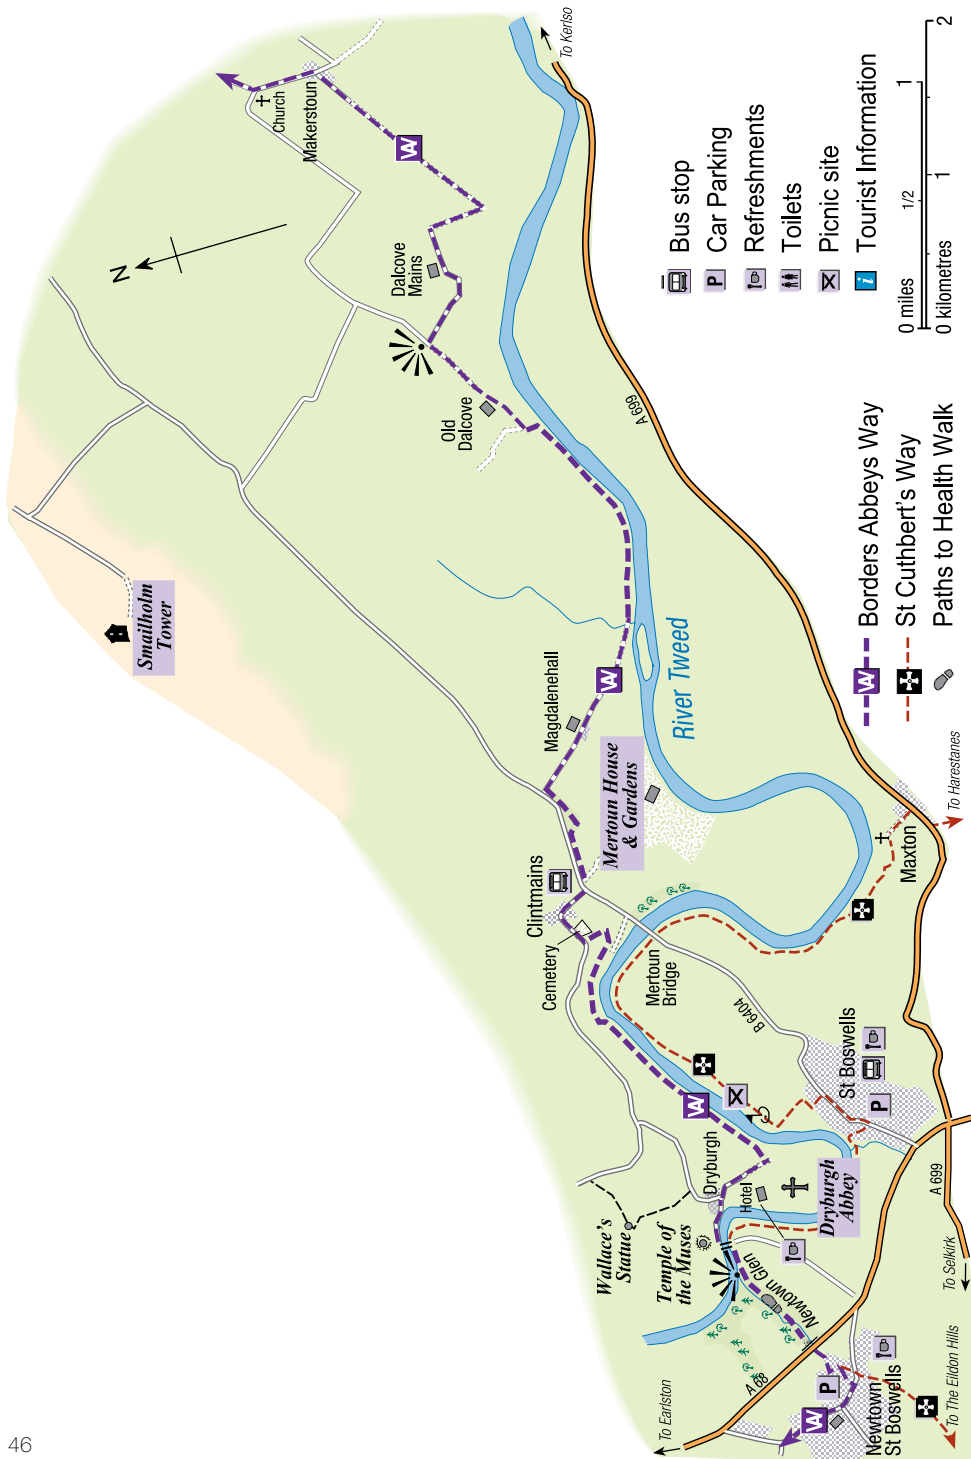 46
To Earlston
A 68
Newtown
St Boswells
To The Eildon Hills
To Selkirk
A 699
Newtown Glen
P
Temple of
the Muses
Wallace's
Statue
Dryburgh
Hotel
Dryburgh
Abbey
St Boswells
P
B 6404
Mertoun
Bridge
Cemetery
Clintmains
Mertoun House
& Gardens
Magdalenehall
Maxton
To Harestanes
River Tweed
Smailholm
Tower
Old
Dalcove
Dalcove
Mains
A 699
Makerstoun
Church
To Kerlso
N
Borders Abbeys Way
St Cuthbert's Way
Paths to Health Walk
Bus stop
P Car Parking
Refreshments
Toilets
Picnic site
i Tourist Information
0 miles 1/2 1
0 kilometres 1 2